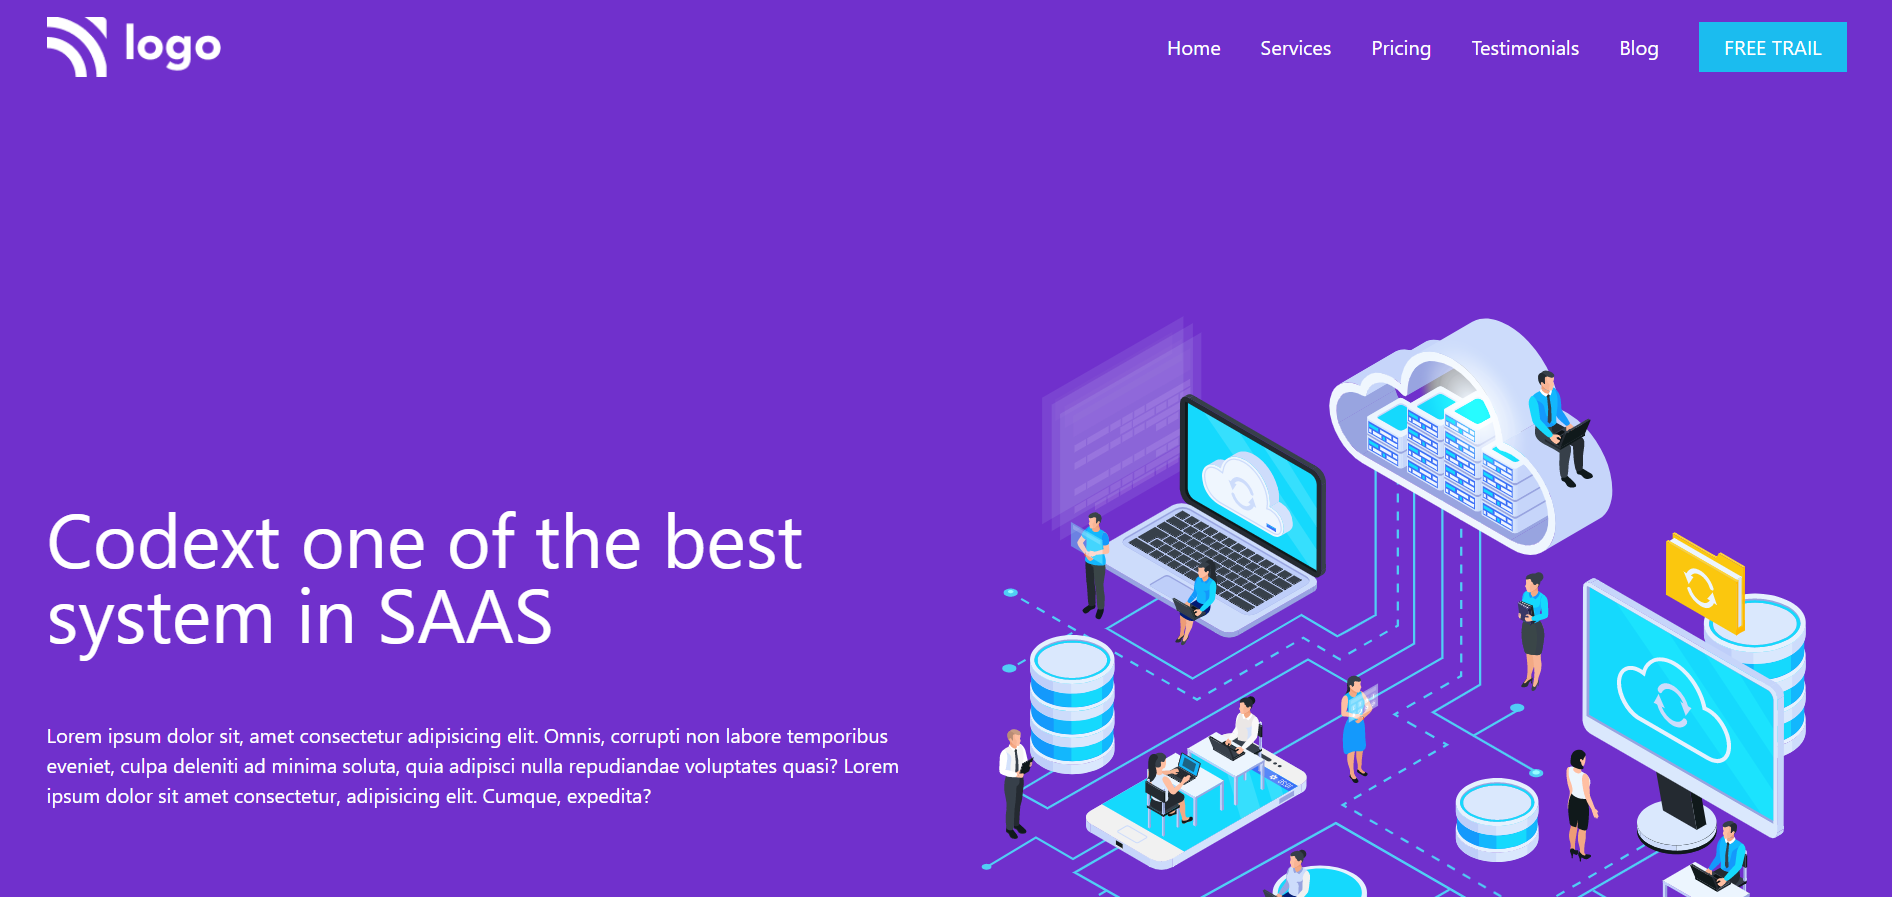 logo
Home Services Pricing Testimonials Blog FREE TRAIL
Codext one of the best
system in SAAS
Lorem ipsum dolor sit, amet consectetur adipisicing elit. Omnis, corrupti non labore temporibus
eveniet, culpa deleniti ad minima soluta, quia adipisci nulla repudiandae voluptates quasi? Lorem
ipsum dolor sit amet consectetur, adipisicing elit. Cumque, expedita?